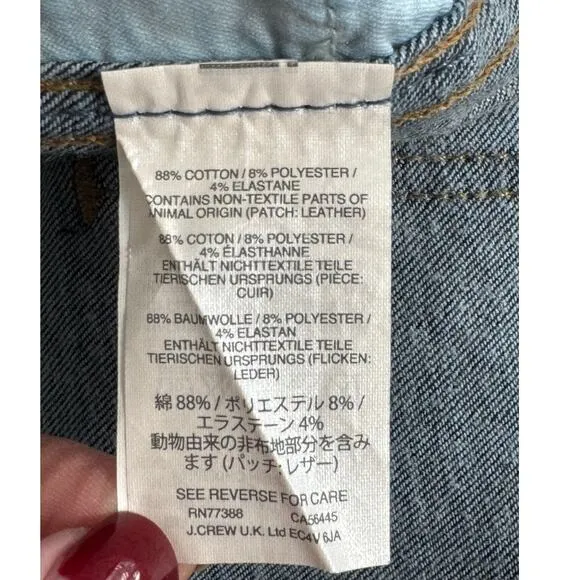 88% COTTON / 8% POLYESTER /
4% ELASTANE
CONTAINS NON-TEXTILE PARTS OF
ANIMAL ORIGIN (PATCH: LEATHER)
88% COTON / 8% POLYESTER /
4% ÉLASTHANNE
ENTHÄLT NICHTTEXTILE TEILE
TIERISCHEN URSPRUNGS (PIÈCE:
CUIR)
88% BAUMWOLLE / 8% POLYESTER /
4% ELASTAN
ENTHÄLT NICHTTEXTILE TEILE
TIERISCHEN URSPRUNGS (FLICKEN:
LEDER)
綿 88% / ポリエステル 8% /
エラステーン 4%
動物由来の非布地部分を含み
ます (パッチ:レザー)
SEE REVERSE FOR CARE
RN77388 CA56445
J.CREW U.K. Ltd EC4V 6JA